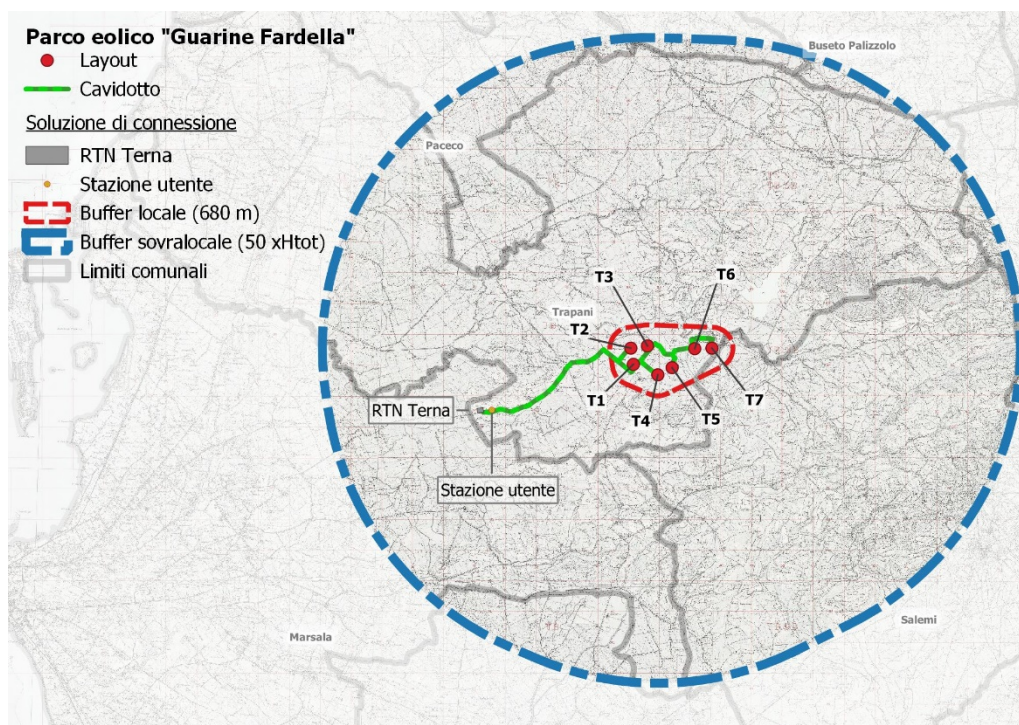 Parco eolico "Guarine Fardella"
Layout
Cavidotto
Soluzione di connessione
RTN Terna
Stazione utente
Buffer locale (680 m)
Buffer sovralocale (50 xHtot)
Limiti comunali
Buseto Palizzolo
Paceco
T3
T6
Trapani
T2
RTN Terna
T1
T4
T5
T7
Stazione utente
Marsala
Salemi